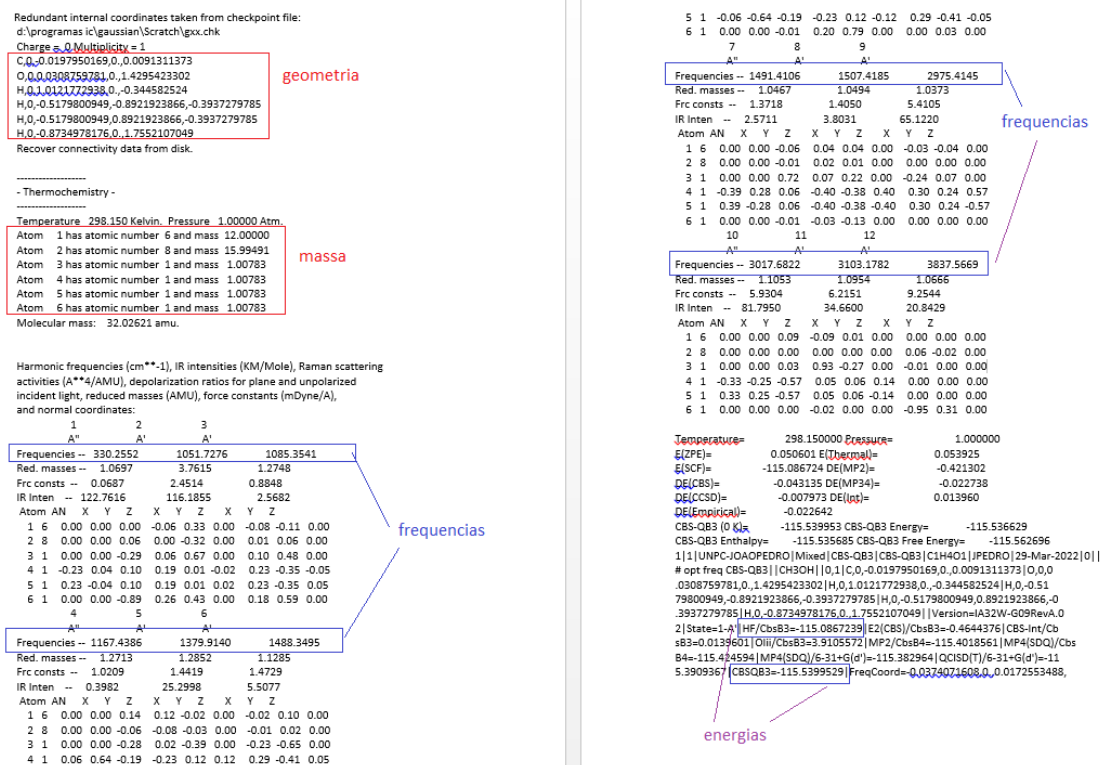 Redundant internal coordinates taken from checkpoint file:
d:\programas ic\gaussian\Scratch\gxx.chk
Charge = 0 Multiplicity = 1
C,0,-0.0197950169,0.,0.0091311373
O,0,0.0308759781,0.,1.4295423302
H,0,1.0121772938,0.,-0.344582524
H,0,-0.5179800949,-0.8921923866,-0.3937279785
H,0,-0.5179800949,0.8921923866,-0.3937279785
H,0,-0.8734978176,0.,1.7552107049
Recover connectivity data from disk.
geometria
-------------------
- Thermochemistry -
-------------------
Temperature 298.150 Kelvin. Pressure 1.00000 Atm.
Atom 1 has atomic number 6 and mass 12.00000
Atom 2 has atomic number 8 and mass 15.99491
Atom 3 has atomic number 1 and mass 1.00783
Atom 4 has atomic number 1 and mass 1.00783
Atom 5 has atomic number 1 and mass 1.00783
Atom 6 has atomic number 1 and mass 1.00783
Molecular mass: 32.02621 amu.
massa
Harmonic frequencies (cm**-1), IR intensities (KM/Mole), Raman scattering
activities (A**4/AMU), depolarization ratios for plane and unpolarized
incident light, reduced masses (AMU), force constants (mDyne/A),
and normal coordinates:
1 2 3
A" A' A'
Frequencies -- 330.2552 1051.7276 1085.3541
Red. masses -- 1.0697 3.7615 1.2748
Frc consts -- 0.0687 2.4514 0.8848
IR Inten -- 122.7616 116.1855 2.5682
Atom AN X Y Z X Y Z X Y Z
1 6 0.00 0.00 0.00 -0.06 0.33 0.00 -0.08 -0.11 0.00
2 8 0.00 0.00 0.06 0.00 -0.32 0.00 0.01 0.06 0.00
3 1 0.00 0.00 -0.29 0.06 0.67 0.00 0.10 0.48 0.00
4 1 -0.23 0.04 0.10 0.19 0.01 -0.02 0.23 -0.35 -0.05
5 1 0.23 -0.04 0.10 0.19 0.01 0.02 0.23 -0.35 0.05
6 1 0.00 0.00 -0.89 0.26 0.43 0.00 0.18 0.59 0.00
4 5 6
A" A' A'
Frequencies -- 1167.4386 1379.9140 1488.3495
Red. masses -- 1.2713 1.2852 1.1285
Frc consts -- 1.0209 1.4419 1.4729
IR Inten -- 0.3982 25.2998 5.5077
Atom AN X Y Z X Y Z X Y Z
1 6 0.00 0.00 0.14 0.12 -0.02 0.00 -0.02 0.10 0.00
2 8 0.00 0.00 -0.06 -0.08 -0.03 0.00 -0.01 0.02 0.00
3 1 0.00 0.00 -0.28 0.02 -0.39 0.00 -0.23 -0.65 0.00
4 1 0.06 0.64 -0.19 -0.23 0.12 0.12 0.29 -0.41 0.05
frequencias
5 1 -0.06 -0.64 -0.19 -0.23 0.12 -0.12 0.29 -0.41 -0.05
6 1 0.00 0.00 -0.01 0.20 0.79 0.00 0.00 0.03 0.00
7 8 9
A" A' A'
Frequencies -- 1491.4106 1507.4185 2975.4145
Red. masses -- 1.0467 1.0494 1.0373
Frc consts -- 1.3718 1.4050 5.4105
IR Inten -- 2.5711 3.8031 65.1220
Atom AN X Y Z X Y Z X Y Z
1 6 0.00 0.00 -0.06 0.04 0.04 0.00 -0.03 -0.04 0.00
2 8 0.00 0.00 -0.01 0.02 0.01 0.00 0.00 0.00 0.00
3 1 0.00 0.00 0.72 0.07 0.22 0.00 -0.24 0.07 0.00
4 1 -0.39 0.28 0.06 -0.40 -0.38 0.40 0.30 0.24 0.57
5 1 0.39 -0.28 0.06 -0.40 -0.38 -0.40 0.30 0.24 -0.57
6 1 0.00 0.00 -0.01 -0.03 -0.13 0.00 0.00 0.00 0.00
10 11 12
A" A' A'
Frequencies -- 3017.6822 3103.1782 3837.5669
Red. masses -- 1.1053 1.0954 1.0666
Frc consts -- 5.9304 6.2151 9.2544
IR Inten -- 81.7950 34.6600 20.8429
Atom AN X Y Z X Y Z X Y Z
1 6 0.00 0.00 0.09 -0.09 0.01 0.00 0.00 0.00 0.00
2 8 0.00 0.00 0.00 0.00 0.00 0.00 0.06 -0.02 0.00
3 1 0.00 0.00 0.03 0.93 -0.27 0.00 -0.01 0.00 0.00
4 1 -0.33 -0.25 -0.57 0.05 0.06 0.14 0.00 0.00 0.00
5 1 0.33 0.25 -0.57 0.05 0.06 -0.14 0.00 0.00 0.00
6 1 0.00 0.00 0.00 -0.02 0.00 0.00 -0.95 0.31 0.00
frequencias
Temperature= 298.150000 Pressure= 1.000000
E(ZPE)= 0.050601 E(Thermal)= 0.053925
E(SCF)= -115.086724 DE(MP2)= -0.421302
DE(CBS)= -0.043135 DE(MP34)= -0.022738
DE(CCSD)= -0.007973 DE(Int)= 0.013960
DE(Empirical)= -0.022642
CBS-QB3 (0 K)= -115.539953 CBS-QB3 Energy= -115.536629
CBS-QB3 Enthalpy= -115.535685 CBS-QB3 Free Energy= -115.562696
1|1|UNPC-JOAOPEDRO|Mixed|CBS-QB3|CBS-QB3|C1H4O1|JPEDRO|29-Mar-2022|0||
# opt freq CBS-QB3||CH3OH||0,1|C,0,-0.0197950169,0.,0.0091311373|O,0,0
.0308759781,0.,1.4295423302|H,0,1.0121772938,0.,-0.344582524|H,0,-0.51
79800949,-0.8921923866,-0.3937279785|H,0,-0.5179800949,0.8921923866,-0
.3937279785|H,0,-0.8734978176,0.,1.7552107049||Version=IA32W-G09RevA.0
2|State=1-A'|HF/CbsB3=-115.0867239|E2(CBS)/CbsB3=-0.4644376|CBS-Int/Cb
sB3=0.0139601|OIii/CbsB3=3.9105572|MP2/CbsB4=-115.4018561|MP4(SDQ)/Cbs
B4=-115.424594|MP4(SDQ)/6-31+G(d')=-115.382964|QCISD(T)/6-31+G(d')=-11
5.3909367|CBSQB3=-115.5399529|FreqCoord=-0.0374071608,0.,0.0172553488,
energias